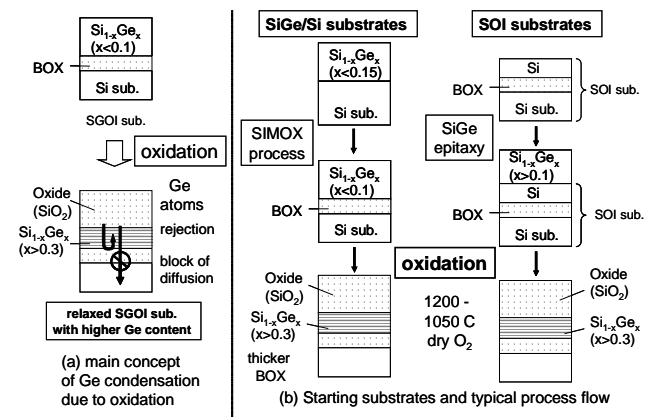 Si1-xGex
(x<0.1)
BOX
Si sub.
SGOI sub.
oxidation
Ge
atoms
Oxide
(SiO2)
rejection
Si1-xGex
(x>0.3)
block of
diffusion
relaxed SGOI sub.
with higher Ge content
(a) main concept
of Ge condensation
due to oxidation
SiGe/Si substrates
Si1-xGex
(x<0.15)
Si sub.
SIMOX
process
Si1-xGex
(x<0.1)
BOX
Si sub.
SOI substrates
Si
BOX
Si sub.
SOI sub.
SiGe
epitaxy
Si1-xGex
(x>0.1)
Si
BOX
Si sub.
SOI sub.
oxidation
Oxide
(SiO2)
Si1-xGex
(x>0.3)
thicker
BOX
1200 -
1050 C
dry O2
Oxide
(SiO2)
Si1-xGex
(x>0.3)
(b) Starting substrates and typical process flow